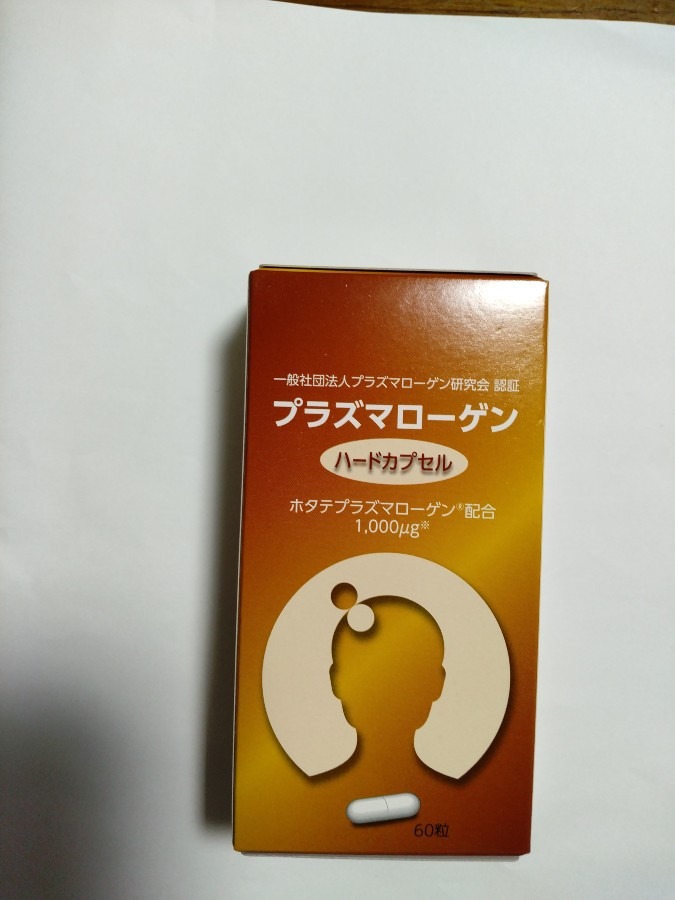 一般社団法人プラズマローゲン研究会 認証
プラズマローゲン
ハードカプセル
ホタテプラズマローゲン®配合
1,000μg※
60粒